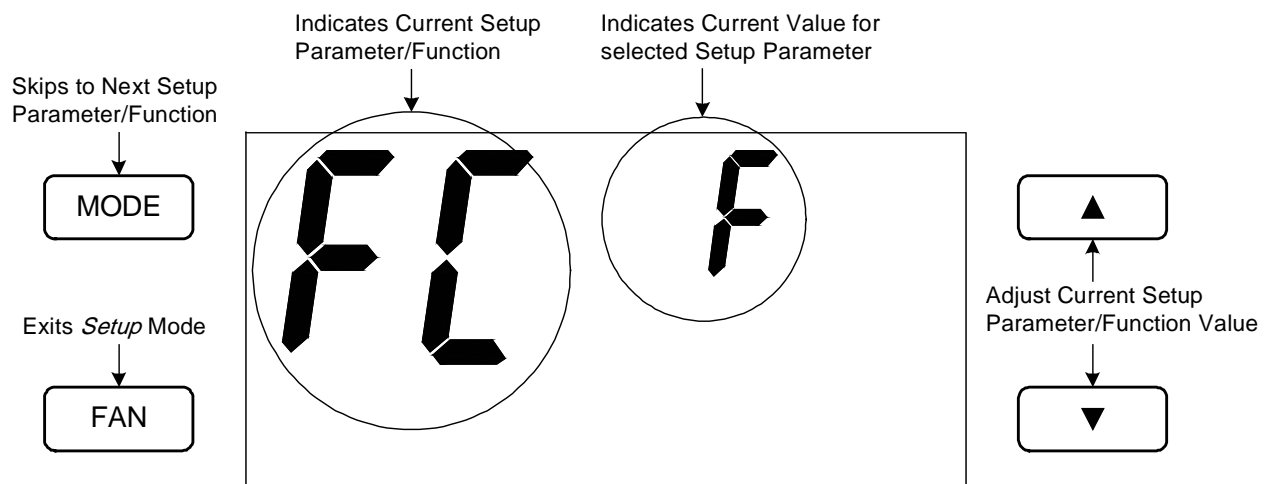 Indicates Current Setup
Parameter/Function
Indicates Current Value for
selected Setup Parameter
Skips to Next Setup
Parameter/Function
MODE
FC
F
▲
Exits Setup Mode
Adjust Current Setup
Parameter/Function Value
FAN
▼